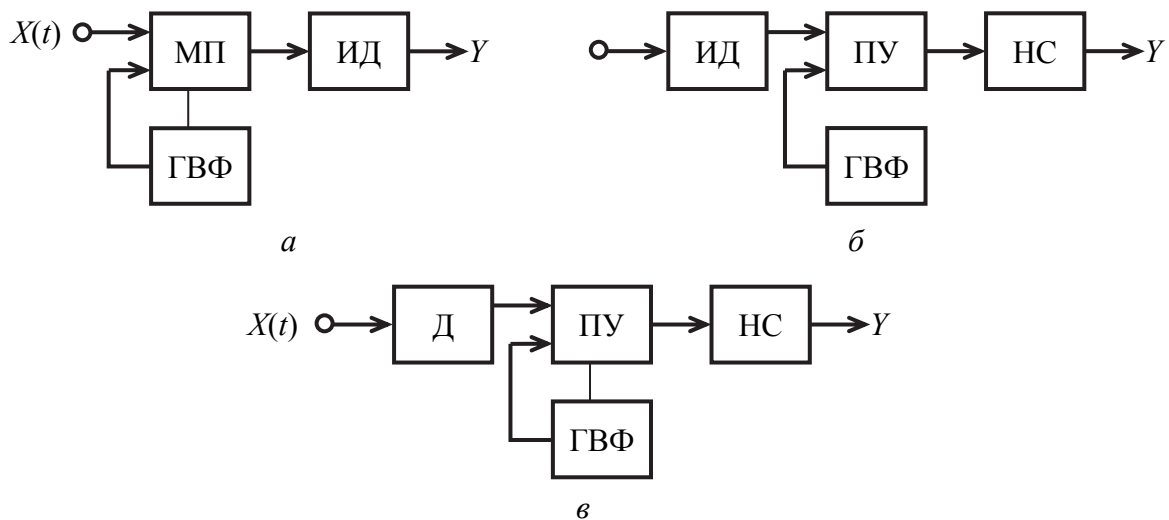 X(t) МП ИД Y
ГВФ
а
ИД ПУ НС Y
ГВФ
б
X(t) Д ПУ НС Y
ГВФ
в